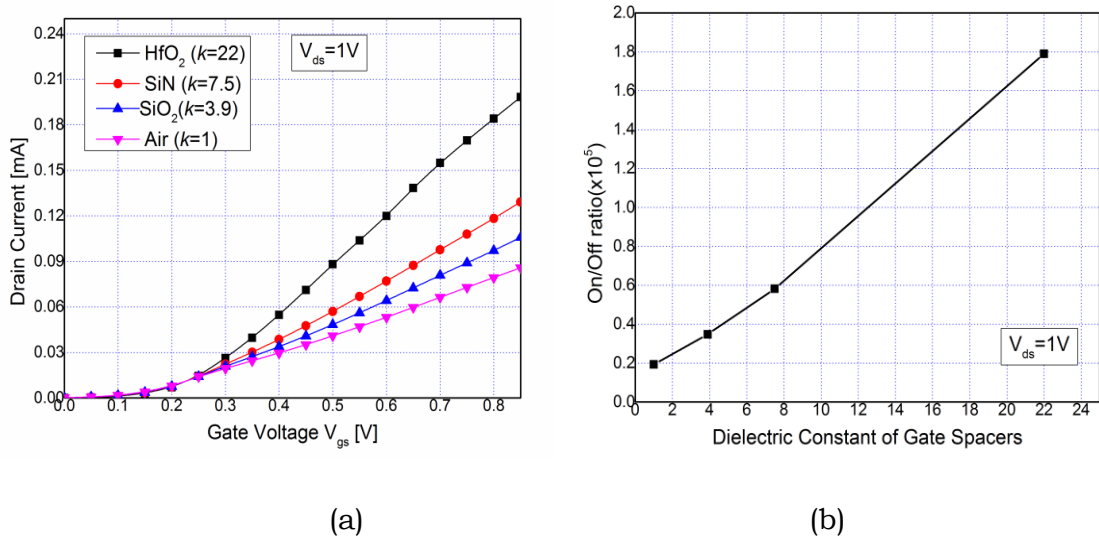 0.24
0.21
0.18
0.15
0.12
0.09
0.06
0.03
0.00
Drain Current [mA]
HfO₂ (k=22)
SiN (k=7.5)
SiO₂(k=3.9)
Air (k=1)
V_ds=1V
0.0 0.1 0.2 0.3 0.4 0.5 0.6 0.7 0.8
Gate Voltage V_gs [V]
(a)
2.0
1.8
1.6
1.4
1.2
1.0
0.8
0.6
0.4
0.2
0.0
On/Off ratio(x10⁵)
V_ds=1V
0 2 4 6 8 10 12 14 16 18 20 22 24
Dielectric Constant of Gate Spacers
(b)